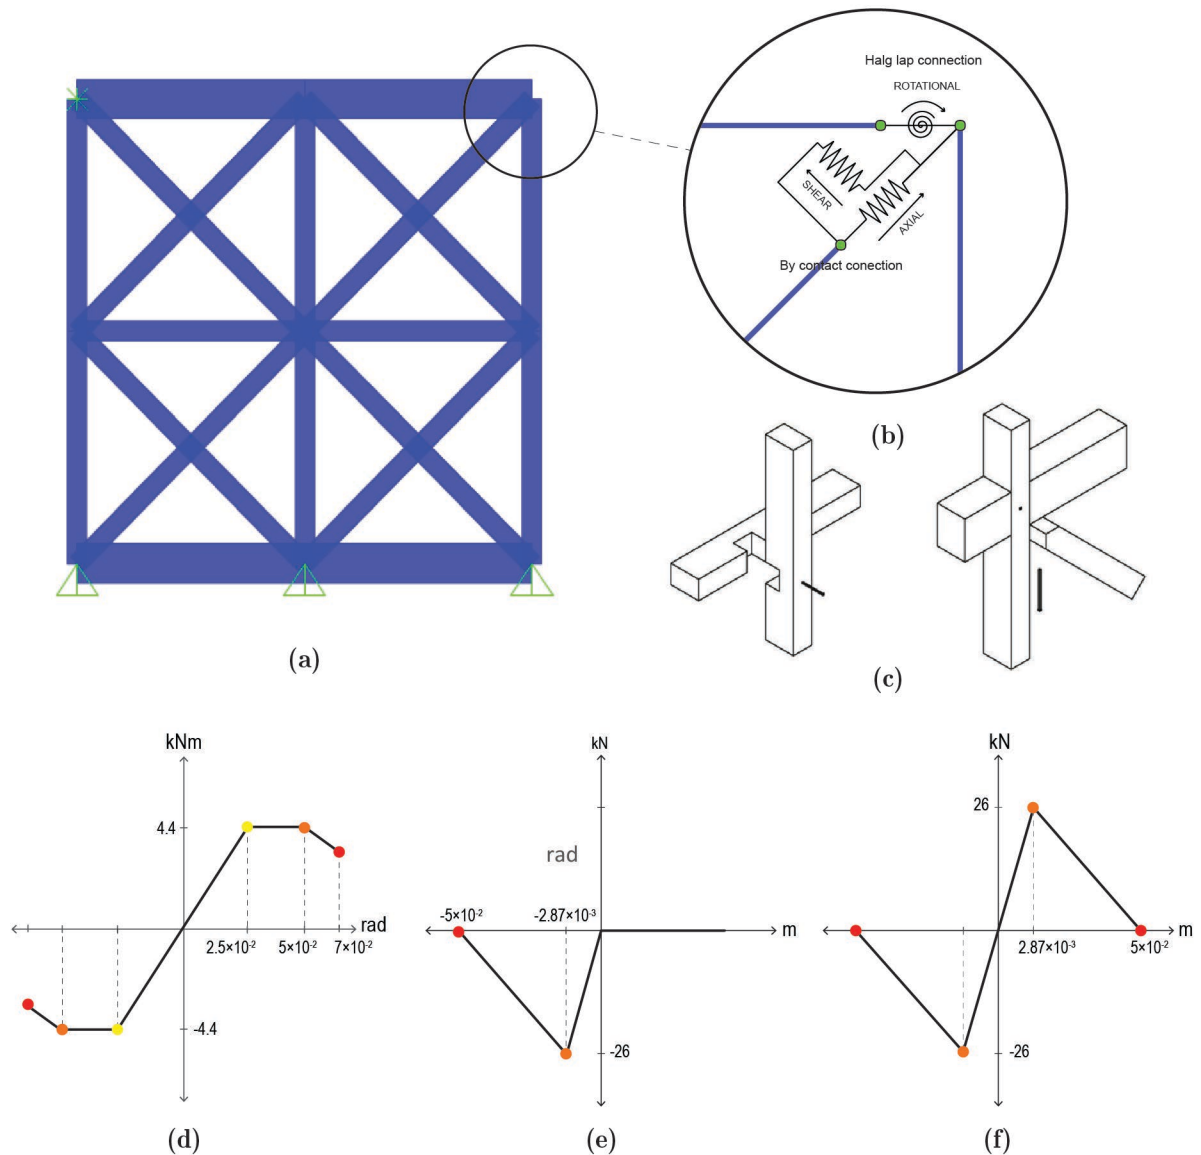 Halg lap connection
ROTATIONAL
SHEAR
AXIAL
By contact conection
(b)
(a)
(c)
kNm
4.4
rad
2.5×10⁻²
5×10⁻²
7×10⁻²
-4.4
(d)
kN
rad
-5×10⁻²
-2.87×10⁻³
m
-26
(e)
kN
26
m
2.87×10⁻³
5×10⁻²
-26
(f)